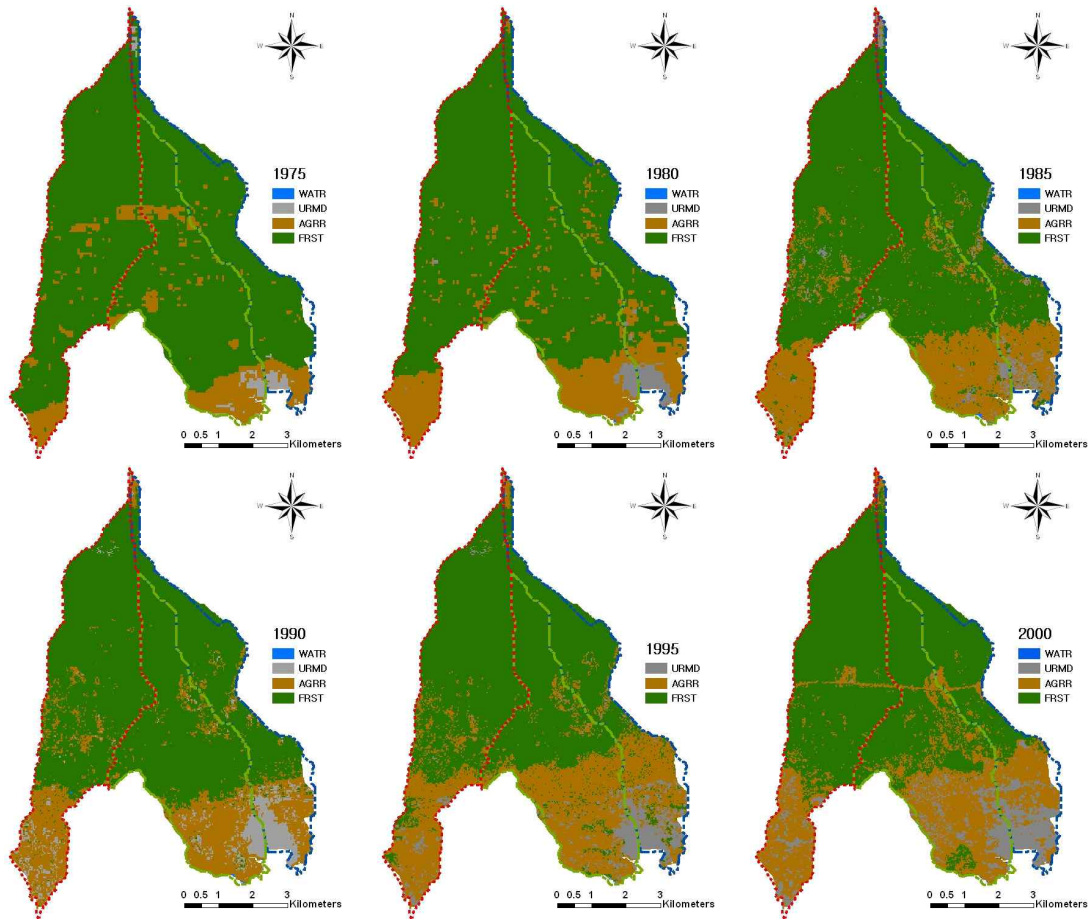 N
W E
S
1975
WATR
URMD
AGRR
FRST
0 0.5 1 2 3
Kilometers
N
W E
S
1980
WATR
URMD
AGRR
FRST
0 0.5 1 2 3
Kilometers
N
W E
S
1985
WATR
URMD
AGRR
FRST
0 0.5 1 2 3
Kilometers
N
W E
S
1990
WATR
URMD
AGRR
FRST
0 0.5 1 2 3
Kilometers
N
W E
S
1995
URMD
AGRR
FRST
0 0.5 1 2 3
Kilometers
N
W E
S
2000
WATR
URMD
AGRR
FRST
0 0.5 1 2 3
Kilometers